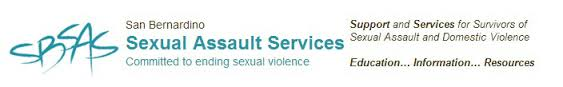 SBSAS
San Bernardino
Sexual Assault Services
Committed to ending sexual violence
Support and Services for Survivors of
Sexual Assault and Domestic Violence
Education... Information... Resources